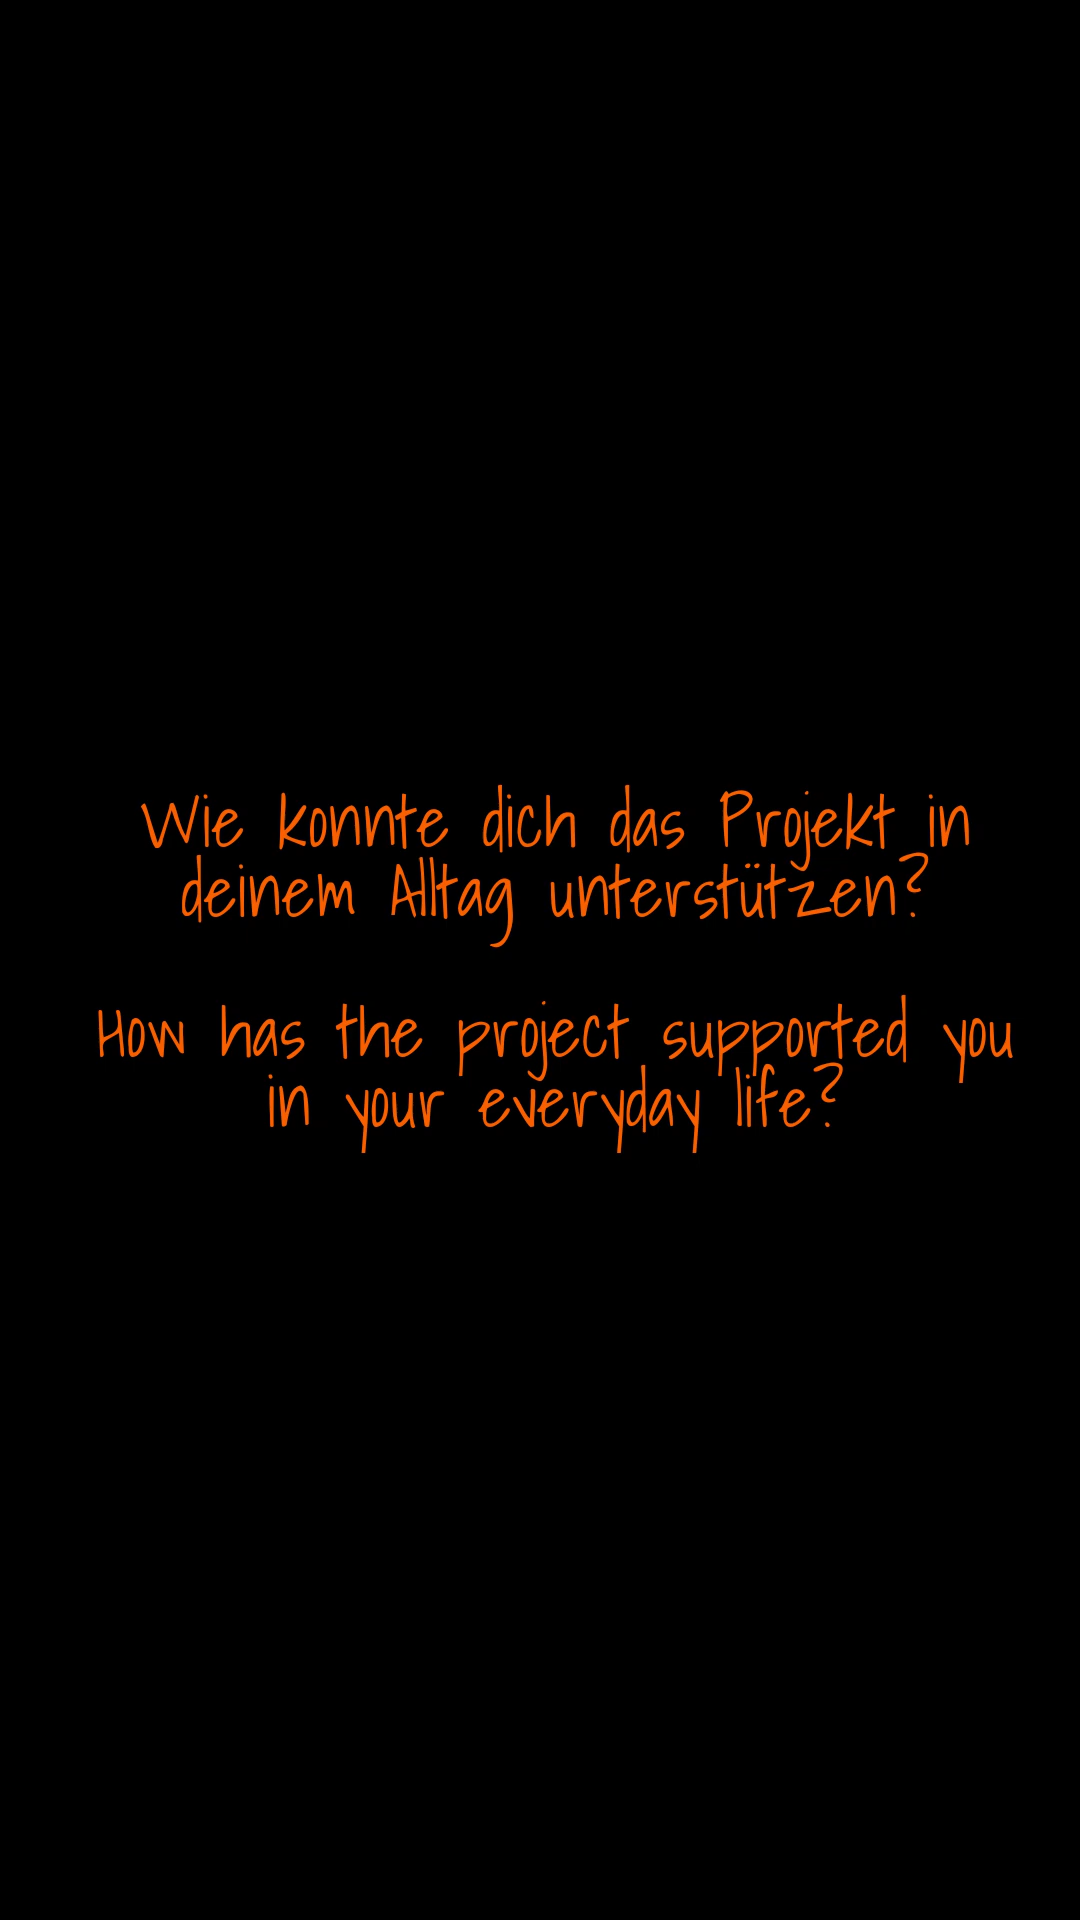 Wie konnte dich das Projekt in
deinem Alltag unterstützen?
How has the project supported you
in your everyday life?